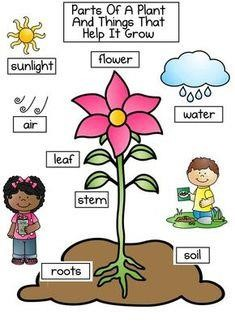 Parts Of A Plant
And Things That
Help It Grow
sunlight
flower
water
air
leaf
stem
soil
roots